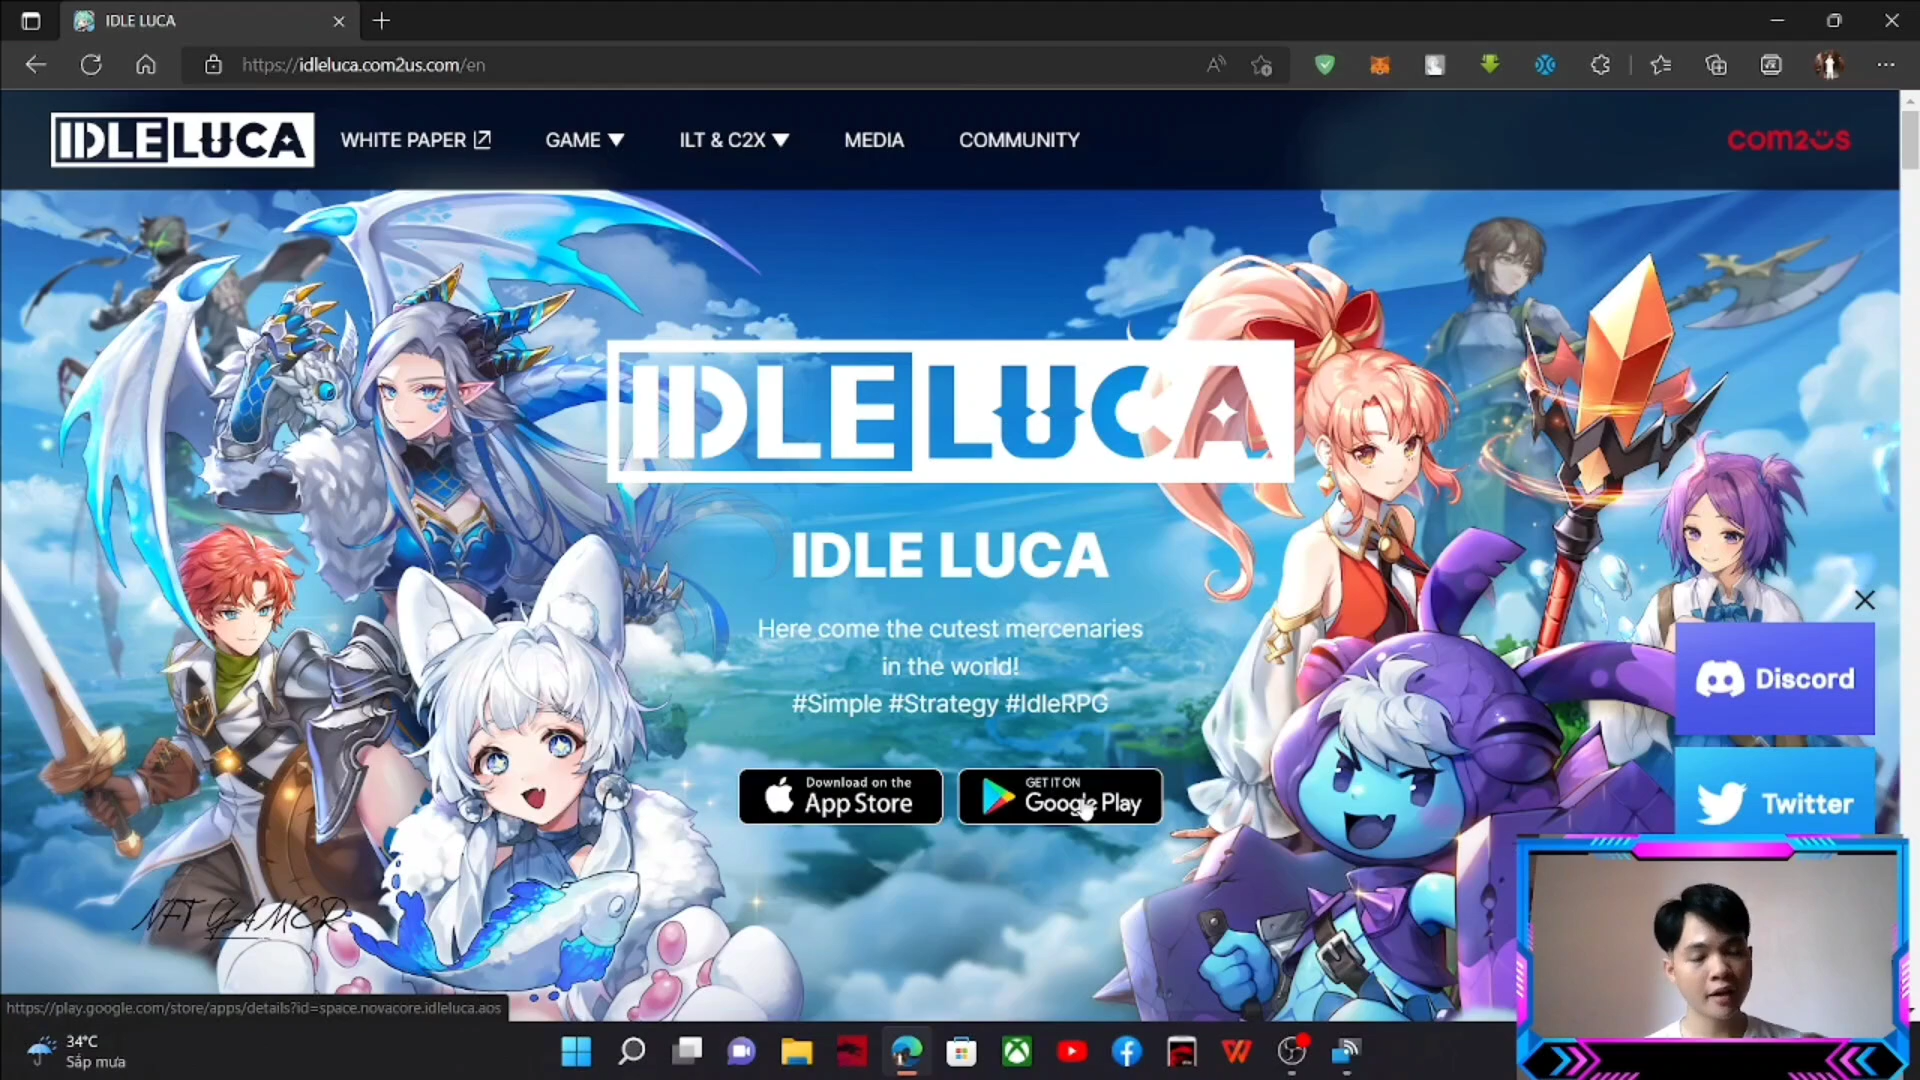 IDLE LUCA
https://idleluca.com2us.com/en
IDLE LUCA
WHITE PAPER
GAME
ILT & C2X
MEDIA
COMMUNITY
com2us
IDLE LUCA
IDLE LUCA
Here come the cutest mercenaries
in the world!
#Simple #Strategy #IdleRPG
Download on the
App Store
GET IT ON
Google Play
Discord
Twitter
NFT GAMER
https://play.google.com/store/apps/details?id=space.novacore.idleluca.aos
34°C
Sắp mưa